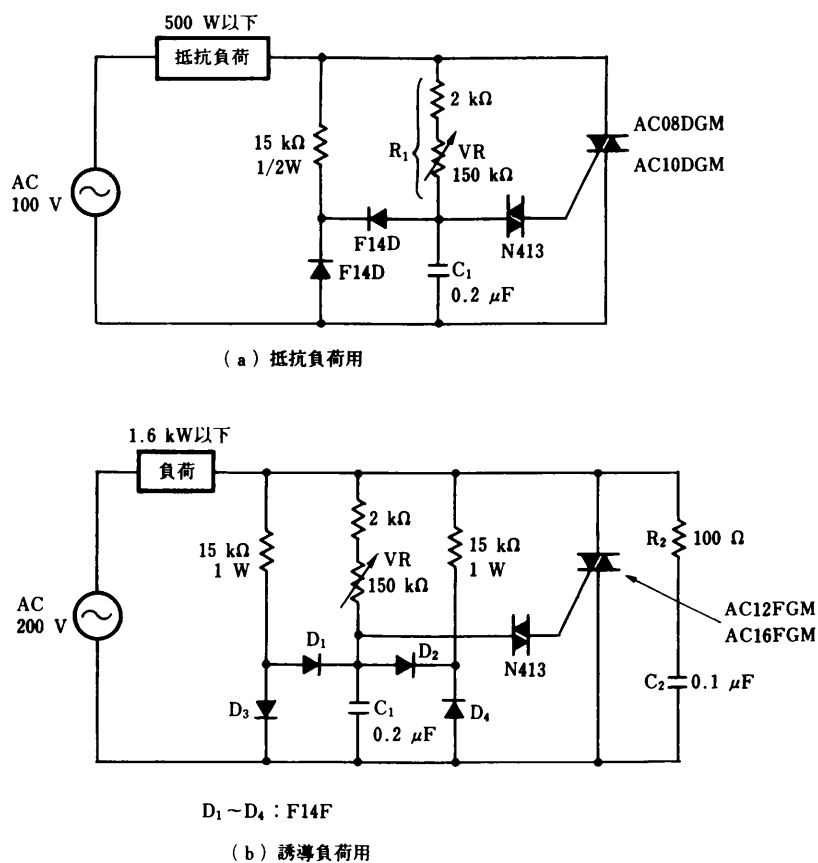 500 W以下
抵抗負荷
AC
100 V
15 kΩ
1/2W
R₁
2 kΩ
VR
150 kΩ
AC08DGM
AC10DGM
F14D
F14D
N413
C₁
0.2 μF
(a) 抵抗負荷用
1.6 kW以下
負荷
AC
200 V
15 kΩ
1 W
2 kΩ
VR
150 kΩ
15 kΩ
1 W
R₂ 100 Ω
AC12FGM
AC16FGM
D₁
D₂
N413
D₃
C₁
0.2 μF
D₄
C₂ 0.1 μF
D₁~D₄：F14F
(b) 誘導負荷用